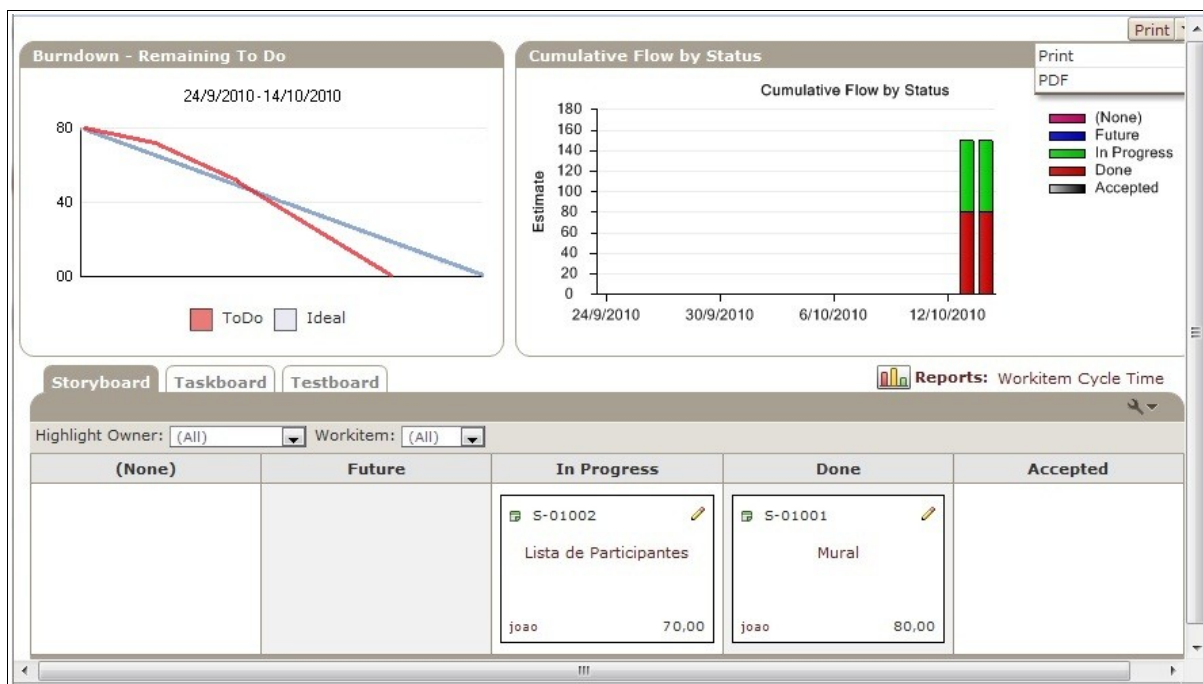 Print
Print
PDF
Burndown - Remaining To Do
24/9/2010 - 14/10/2010
80
40
00
ToDo
Ideal
Cumulative Flow by Status
Cumulative Flow by Status
Estimate
180
160
140
120
100
80
60
40
20
0
24/9/2010 30/9/2010 6/10/2010 12/10/2010
(None)
Future
In Progress
Done
Accepted
Storyboard Taskboard Testboard
Reports: Workitem Cycle Time
Highlight Owner: (All) Workitem: (All)
(None) Future In Progress Done Accepted
S-01002
Lista de Participantes
joao 70,00
S-01001
Mural
joao 80,00